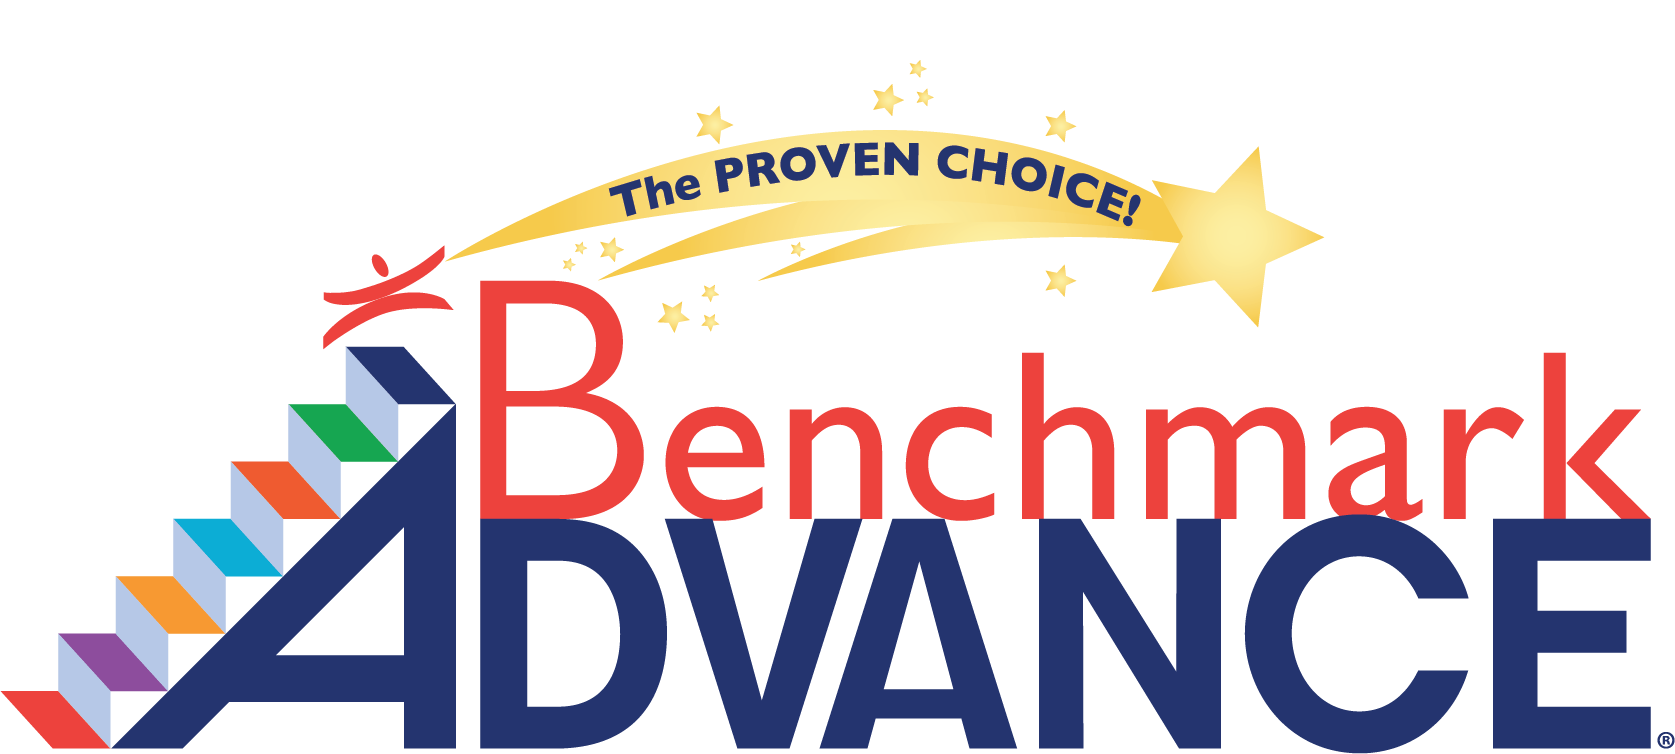 The PROVEN CHOICE!
Benchmark
ADVANCE®